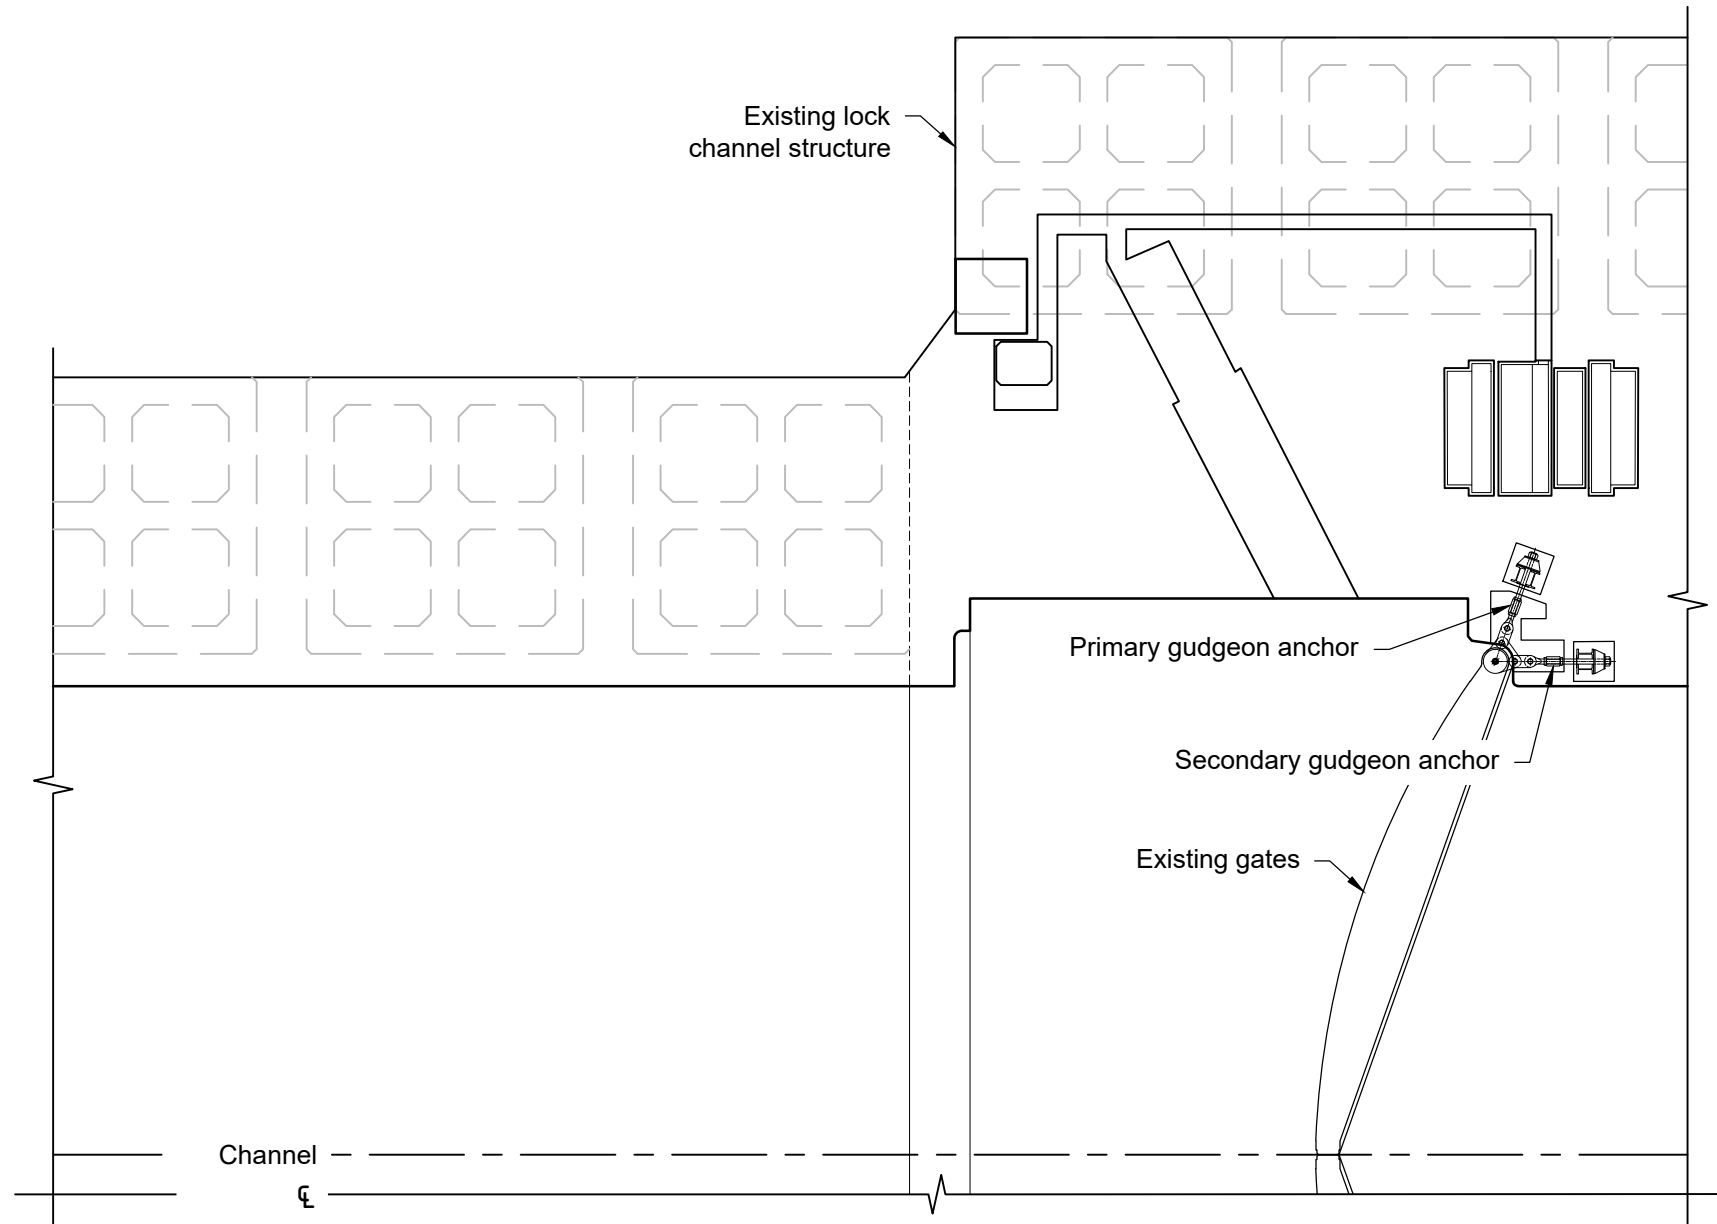 Existing lock
channel structure
Primary gudgeon anchor
Secondary gudgeon anchor
Existing gates
Channel
℄